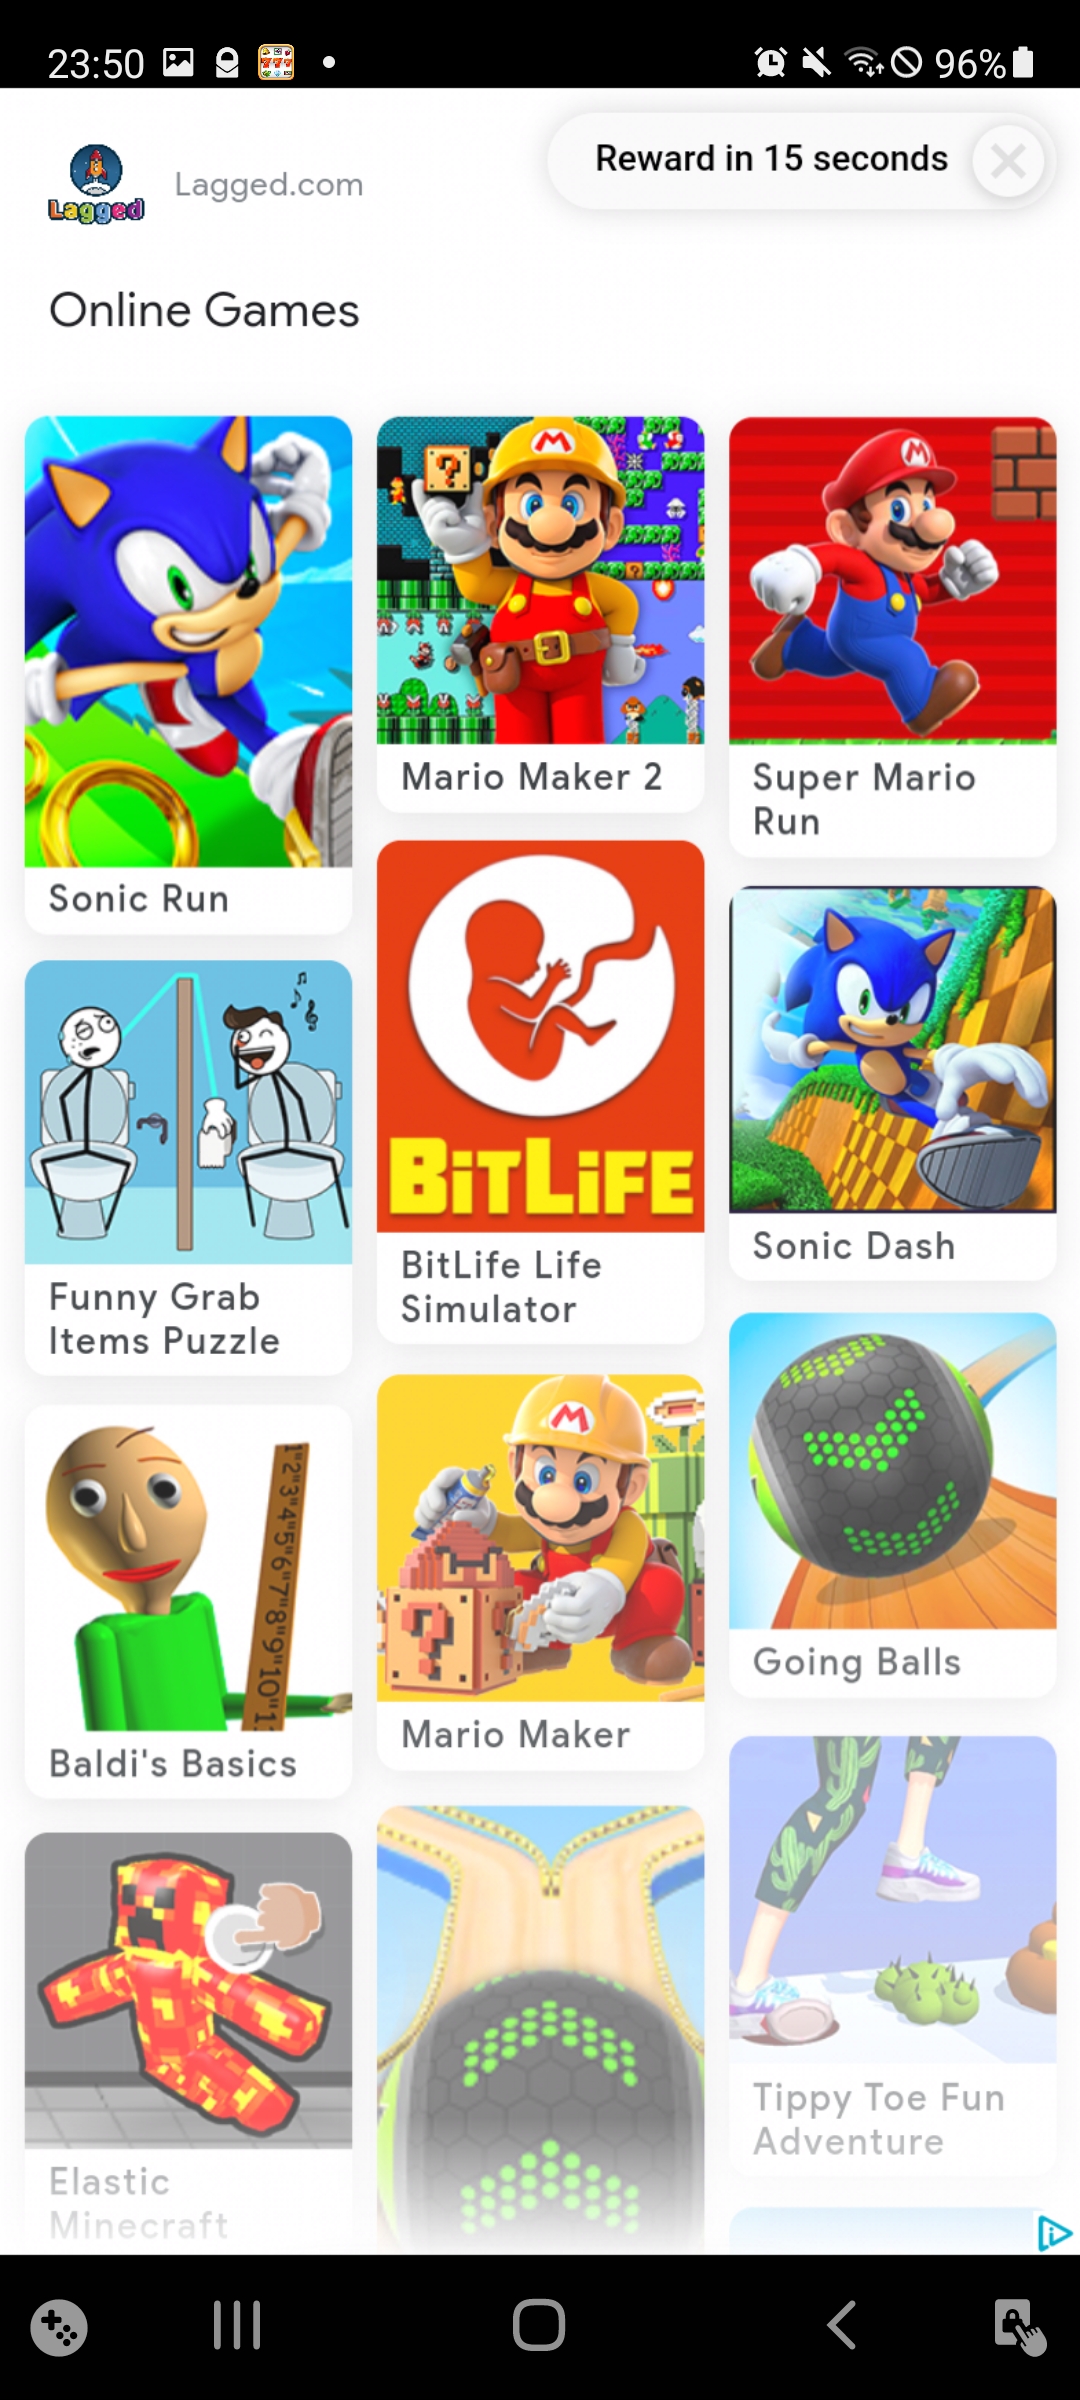 23:50
96%
Reward in 15 seconds
Lagged
Lagged.com
Online Games
Sonic Run
Mario Maker 2
Super Mario
Run
BITLIFE
BitLife Life
Simulator
Sonic Dash
Funny Grab
Items Puzzle
1"2"3"4"5"6"7"8"9"10"1
Baldi's Basics
Mario Maker
Going Balls
Elastic
Minecraft
Tippy Toe Fun
Adventure